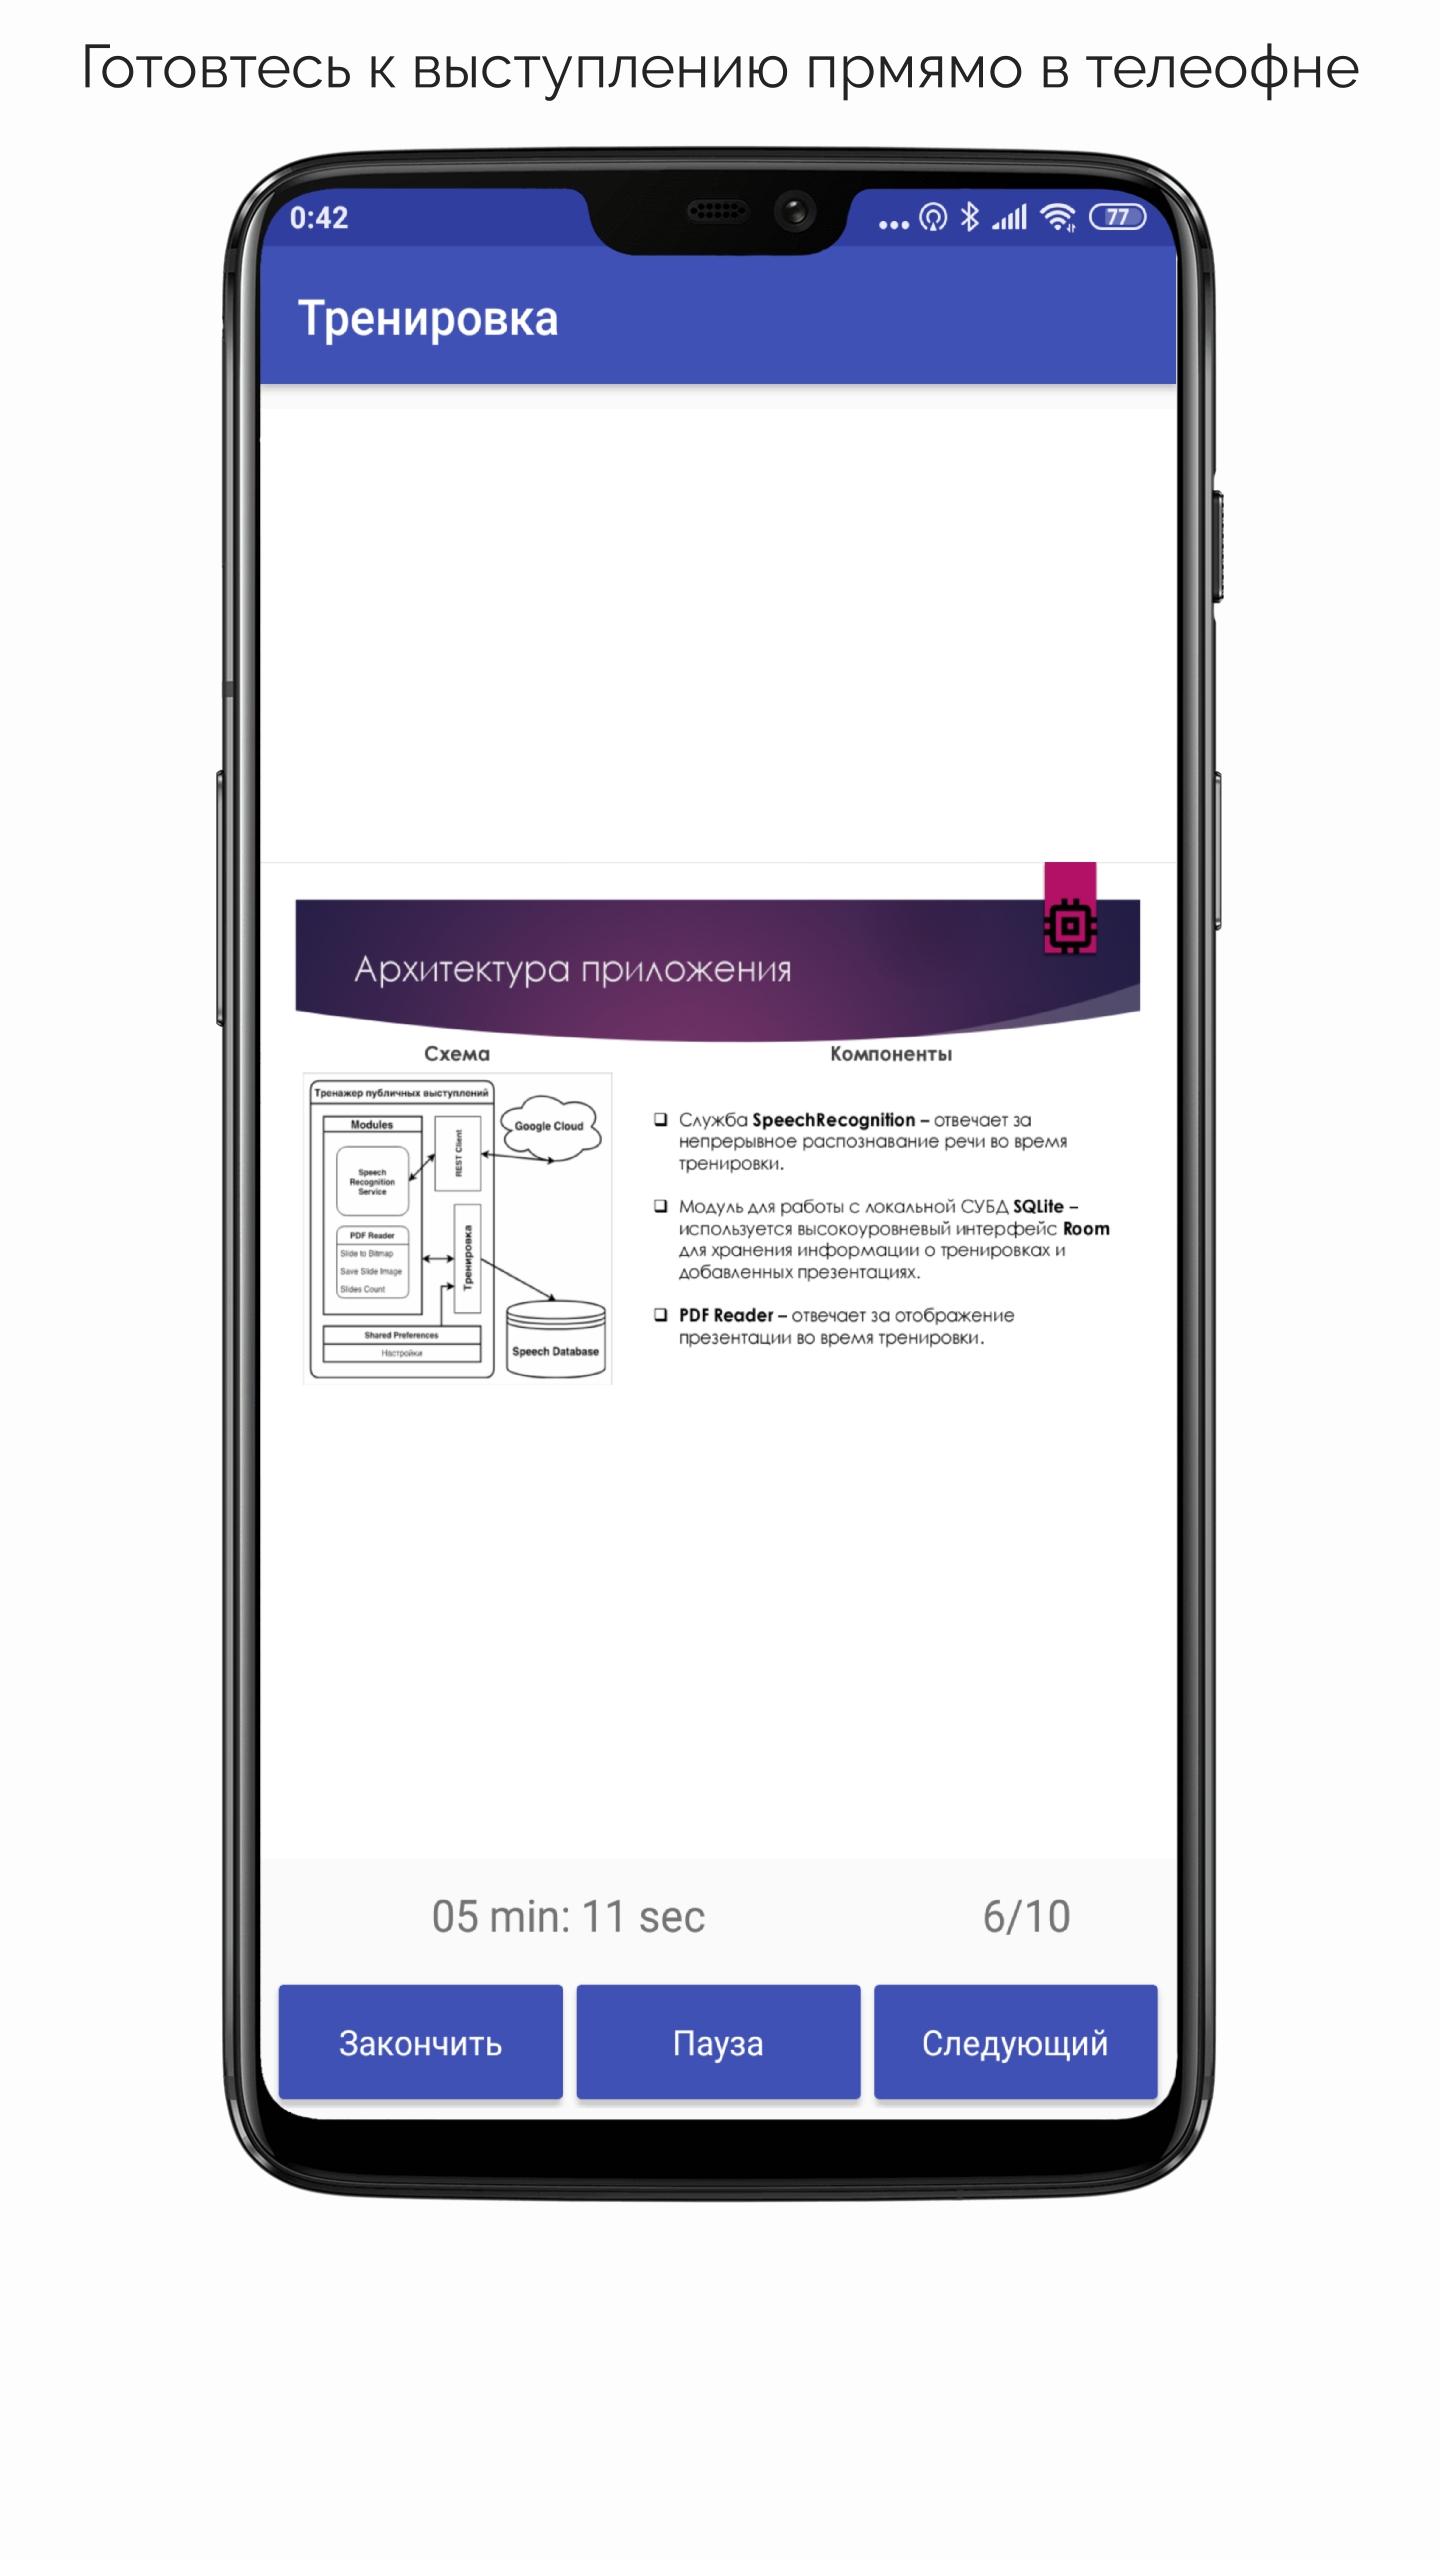 Готовтесь к выступлению прмямо в телеофне
0:42
77
Тренировка
Архитектура приложения
Схема
Компоненты
Тренажер публичных выступлений
Modules
Speech
Recognition
Service
REST Client
Google Cloud
PDF Reader
Slide to Bitmap
Save Slide Image
Slides Count
Тренировка
Shared Preferences
Настройки
Speech Database
Служба SpeechRecognition – отвечает за
непрерывное распознавание речи во время
тренировки.
Модуль для работы с локальной СУБД SQLite –
используется высокоуровневый интерфейс Room
для хранения информации о тренировках и
добавленных презентациях.
PDF Reader – отвечает за отображение
презентации во время тренировки.
05 min: 11 sec
6/10
Закончить
Пауза
Следующий